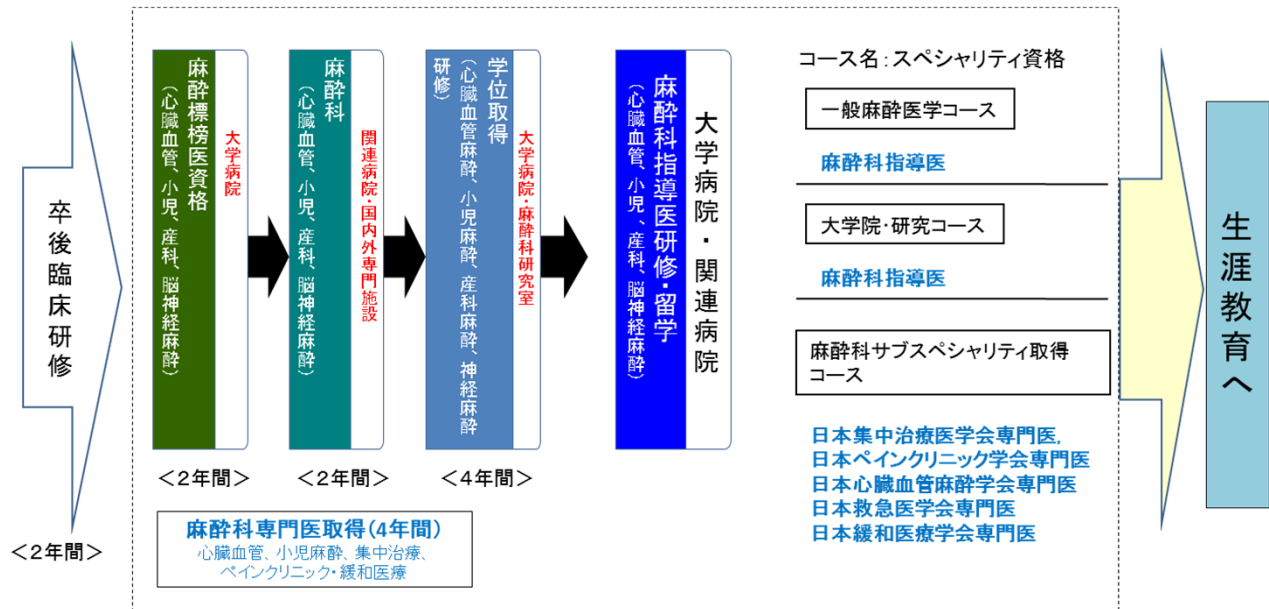 卒後臨床研修
＜2年間＞
麻酔標榜医資格
（心臓血管、小児、産科、脳神経麻酔）
大学病院
＜2年間＞
麻酔科
（心臓血管、小児、産科、脳神経麻酔）
関連病院・国内外専門施設
＜2年間＞
学位取得
（心臓血管麻酔、小児麻酔、産科麻酔、神経麻酔
研修）
大学病院・麻酔科研究室
＜4年間＞
麻酔科専門医取得(4年間)
心臓血管、小児麻酔、集中治療、
ペインクリニック・緩和医療
大学病院・関連病院
麻酔科指導医研修・留学
（心臓血管、小児、産科、脳神経麻酔）
コース名：スペシャリティ資格
一般麻酔医学コース
麻酔科指導医
大学院・研究コース
麻酔科指導医
麻酔科サブスペシャリティ取得
コース
日本集中治療医学会専門医,
日本ペインクリニック学会専門医
日本心臓血管麻酔学会専門医
日本救急医学会専門医
日本緩和医療学会専門医
生涯教育へ